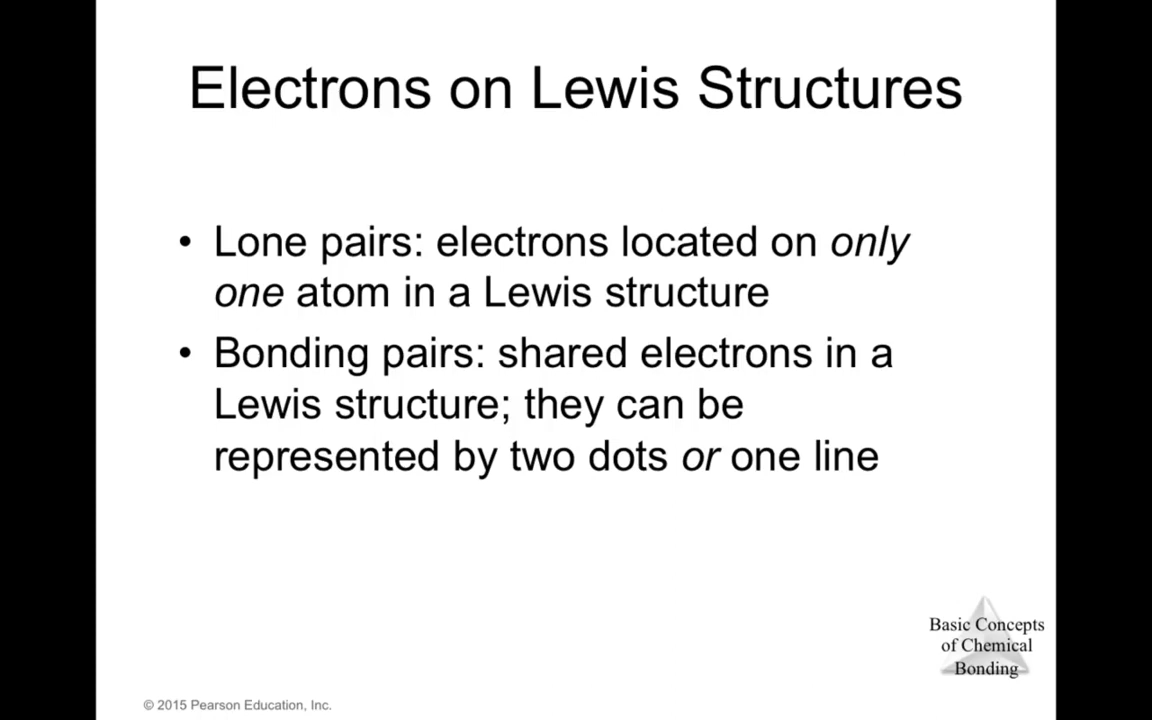 Electrons on Lewis Structures
• Lone pairs: electrons located on only
one atom in a Lewis structure
• Bonding pairs: shared electrons in a
Lewis structure; they can be
represented by two dots or one line
Basic Concepts
of Chemical
Bonding
© 2015 Pearson Education, Inc.